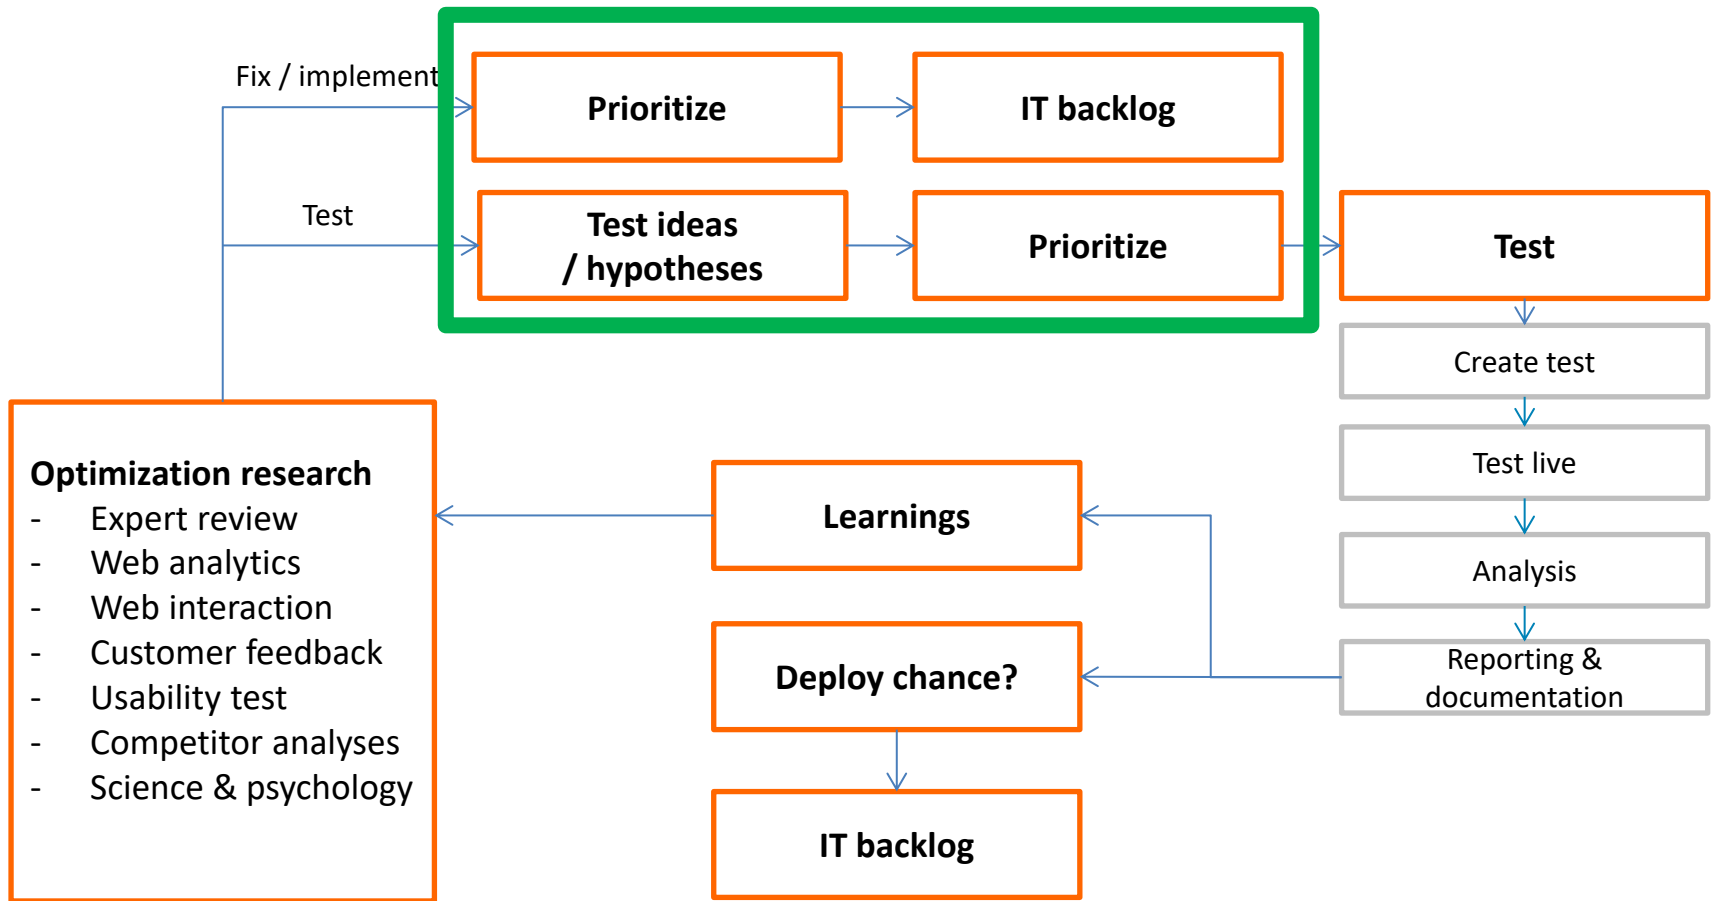 Fix / implement
Prioritize
IT backlog
Test
Test ideas
/ hypotheses
Prioritize
Test
Create test
Test live
Analysis
Reporting &
documentation
Learnings
Deploy chance?
IT backlog
Optimization research
- Expert review
- Web analytics
- Web interaction
- Customer feedback
- Usability test
- Competitor analyses
- Science & psychology